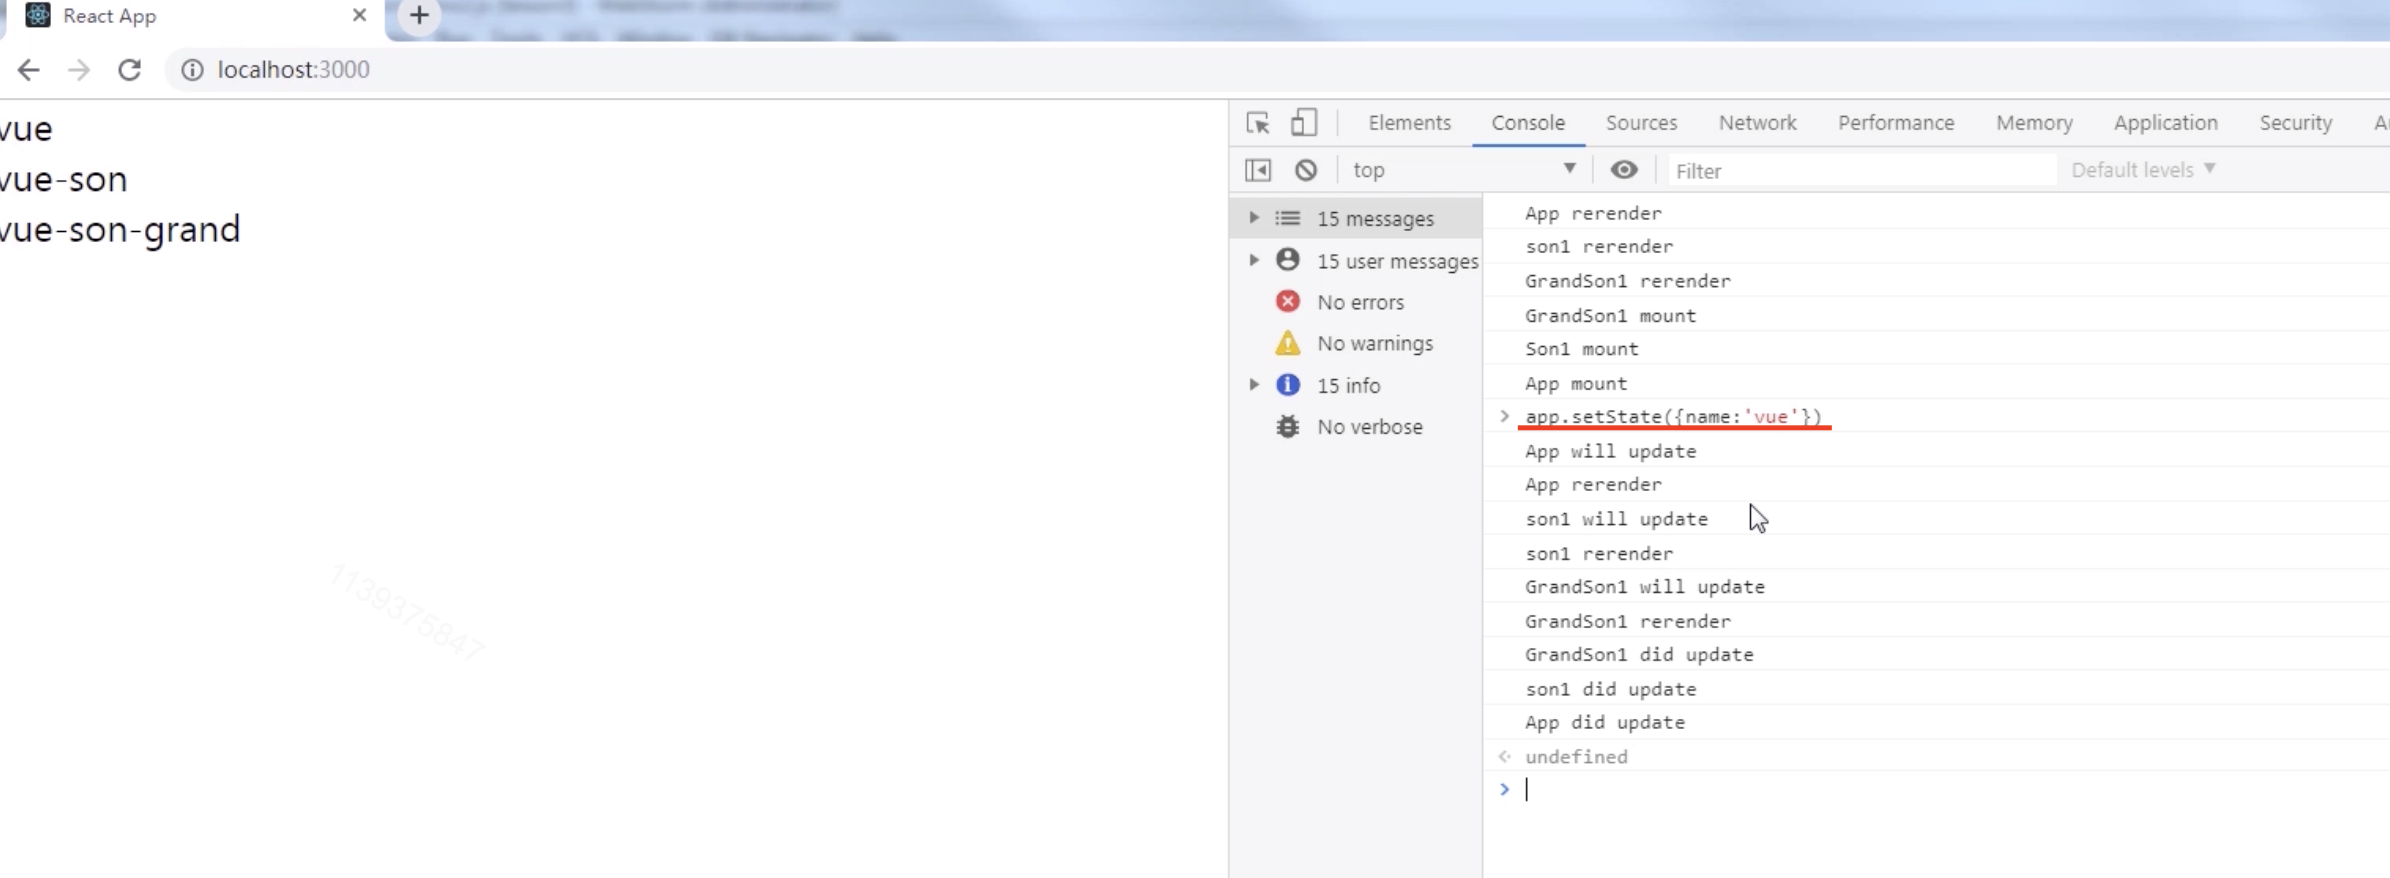 React App
localhost:3000
vue
vue-son
vue-son-grand
Elements Console Sources Network Performance Memory Application Security
top Filter Default levels
15 messages
15 user messages
No errors
No warnings
15 info
No verbose
App rerender
son1 rerender
GrandSon1 rerender
GrandSon1 mount
Son1 mount
App mount
> app.setState({name:'vue'})
App will update
App rerender
son1 will update
son1 rerender
GrandSon1 will update
GrandSon1 rerender
GrandSon1 did update
son1 did update
App did update
undefined
>
1139375847